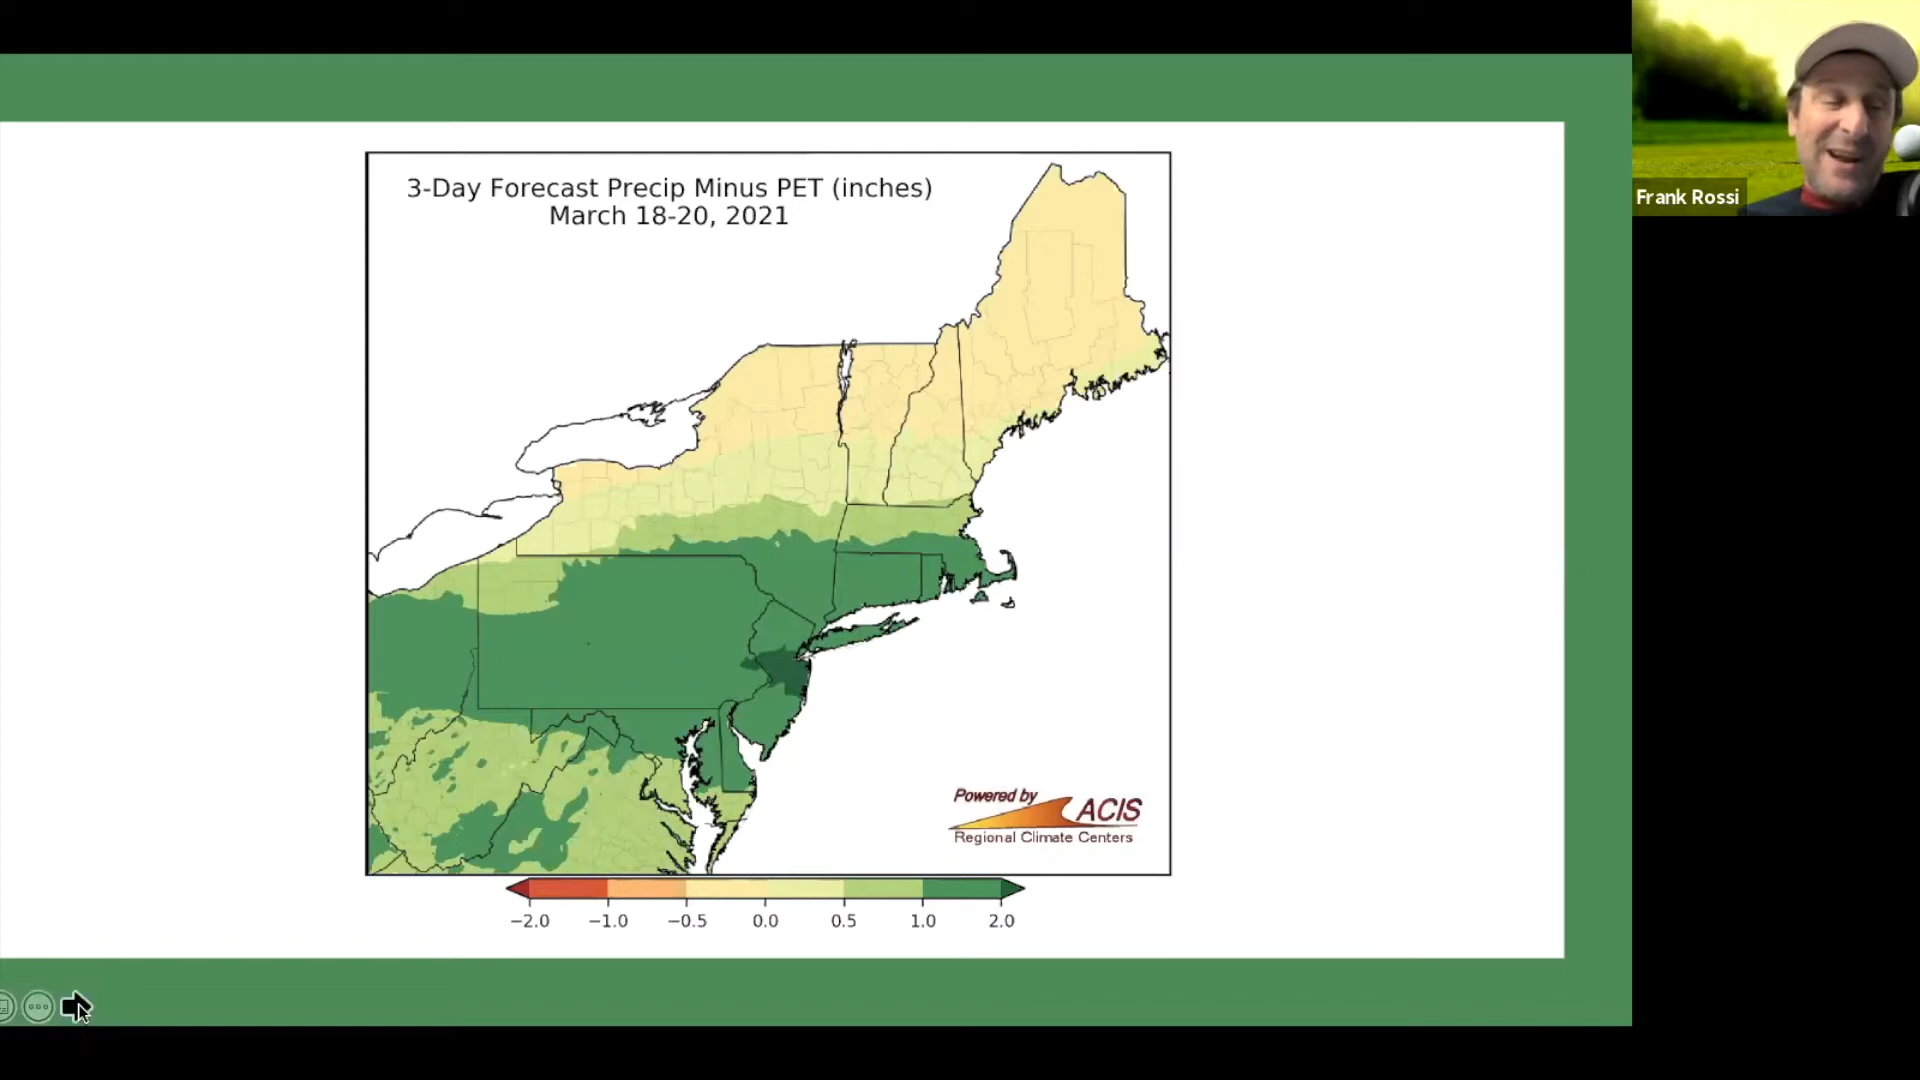 3-Day Forecast Precip Minus PET (inches)
March 18-20, 2021
Frank Rossi
Powered by
ACIS
Regional Climate Centers
−2.0 −1.0 −0.5 0.0 0.5 1.0 2.0